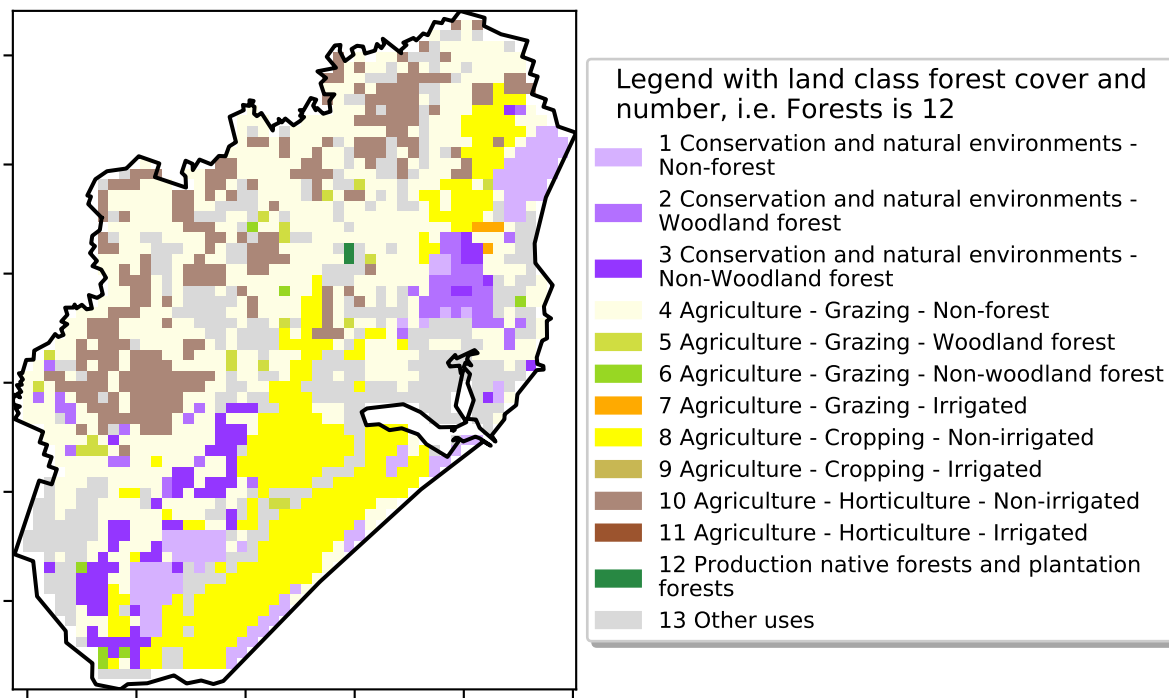 Legend with land class forest cover and
number, i.e. Forests is 12
1 Conservation and natural environments -
Non-forest
2 Conservation and natural environments -
Woodland forest
3 Conservation and natural environments -
Non-Woodland forest
4 Agriculture - Grazing - Non-forest
5 Agriculture - Grazing - Woodland forest
6 Agriculture - Grazing - Non-woodland forest
7 Agriculture - Grazing - Irrigated
8 Agriculture - Cropping - Non-irrigated
9 Agriculture - Cropping - Irrigated
10 Agriculture - Horticulture - Non-irrigated
11 Agriculture - Horticulture - Irrigated
12 Production native forests and plantation
forests
13 Other uses